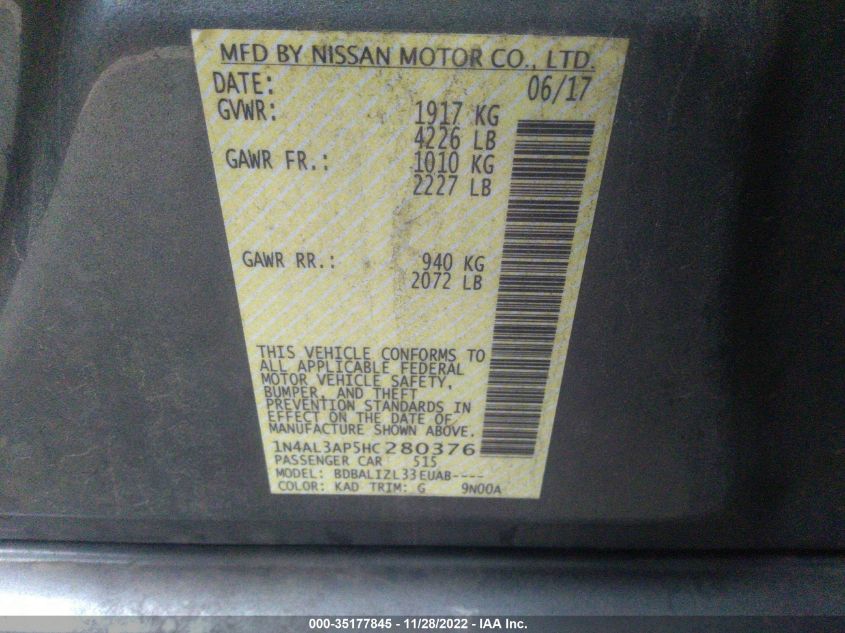 MFD BY NISSAN MOTOR CO., LTD.
DATE: 06/17
GVWR: 1917 KG
4226 LB
GAWR FR.: 1010 KG
2227 LB
GAWR RR.: 940 KG
2072 LB
THIS VEHICLE CONFORMS TO
ALL APPLICABLE FEDERAL
MOTOR VEHICLE SAFETY,
BUMPER, AND THEFT
PREVENTION STANDARDS IN
EFFECT ON THE DATE OF
MANUFACTURE SHOWN ABOVE.
1N4AL3AP5HC280376
PASSENGER CAR 515
MODEL: BDBALIZL33EUAB----
COLOR: KAD TRIM: G 9N00A
000-35177845 - 11/28/2022 - IAA Inc.